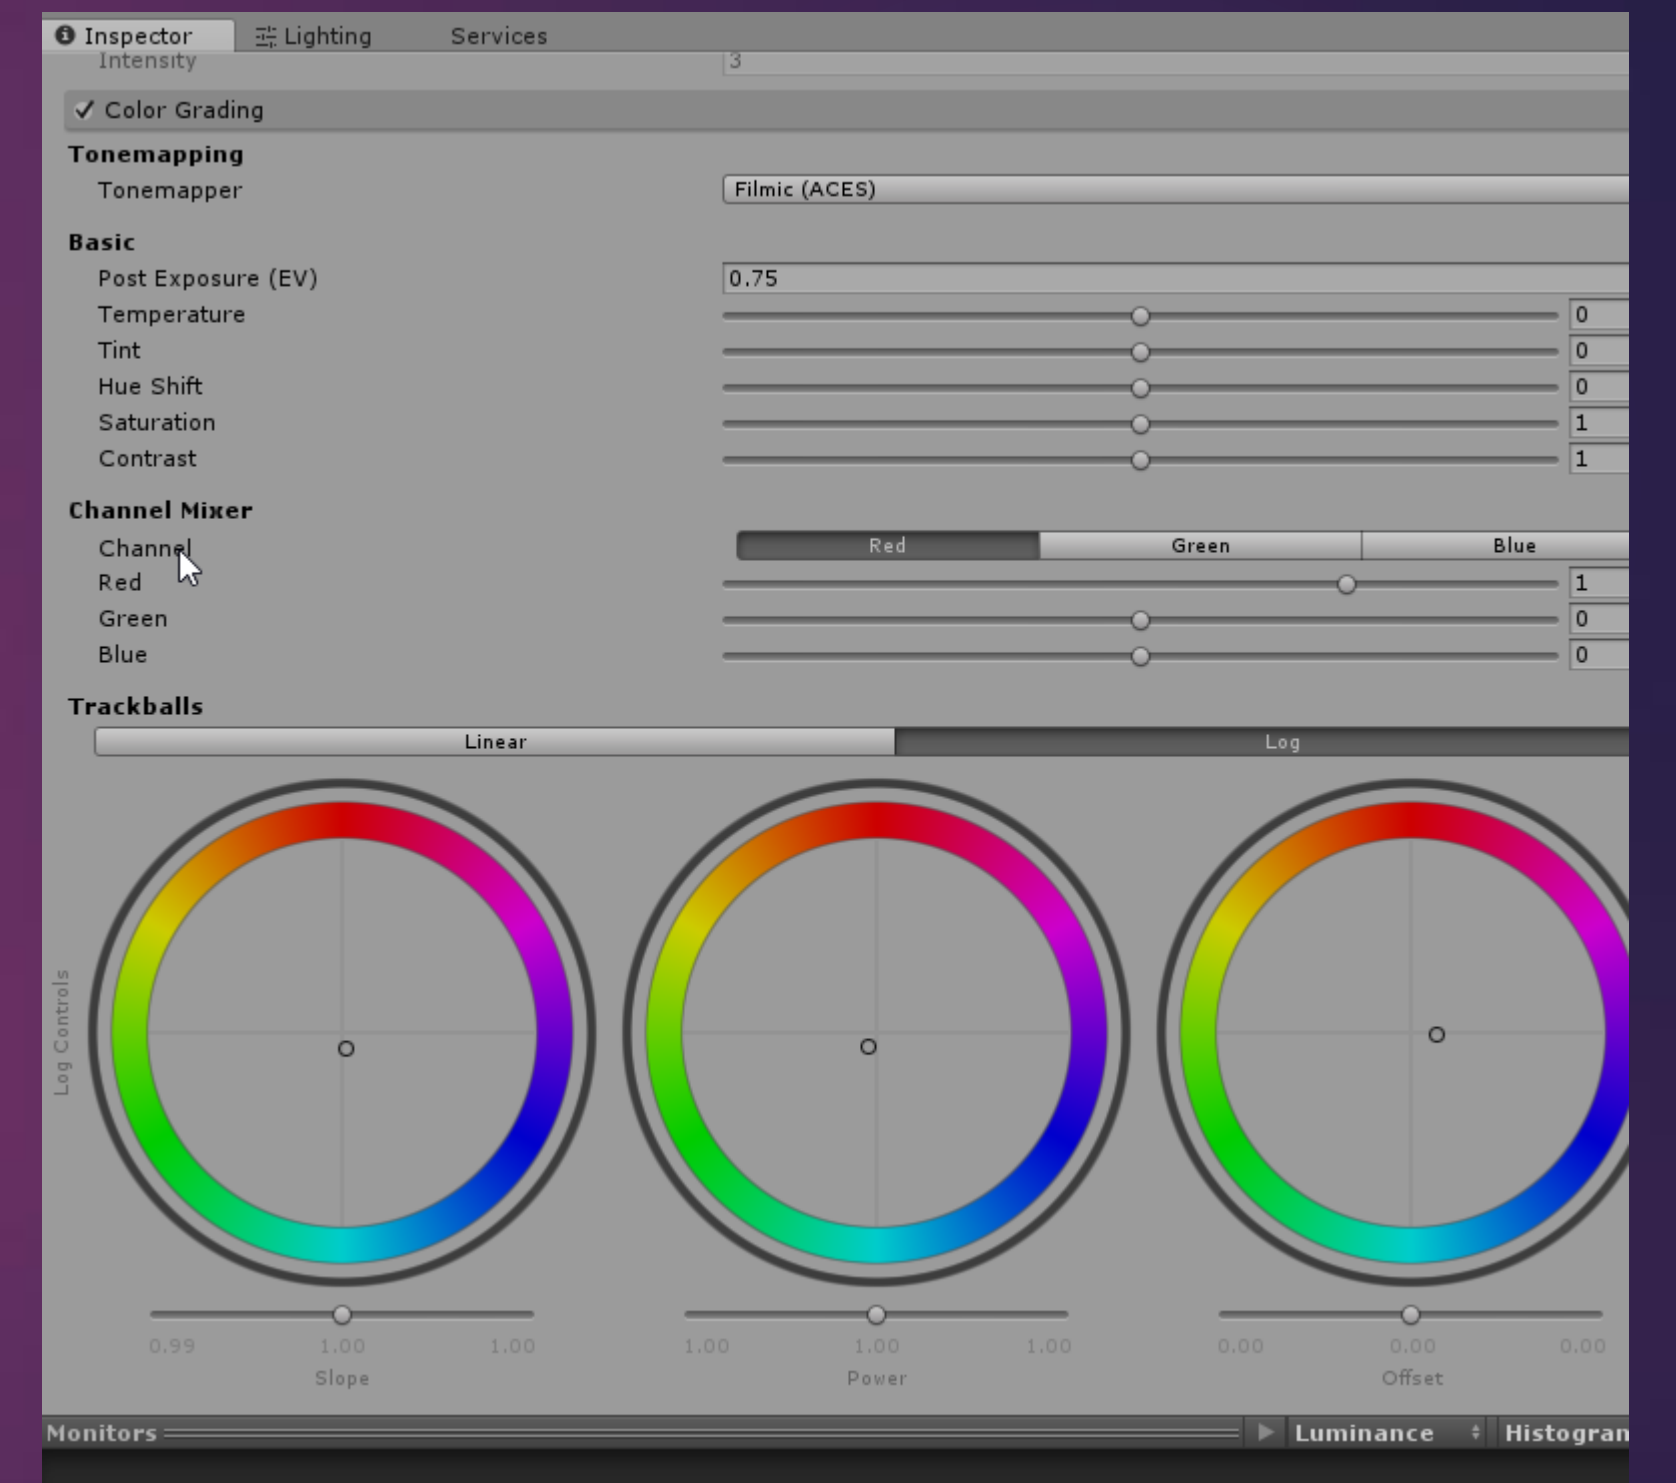 Inspector Lighting Services
Intensity 3
Color Grading
Tonemapping
Tonemapper Filmic (ACES)
Basic
Post Exposure (EV) 0.75
Temperature 0
Tint 0
Hue Shift 0
Saturation 1
Contrast 1
Channel Mixer
Channel Red Green Blue
Red 1
Green 0
Blue 0
Trackballs
Linear Log
Log Controls
0.99 1.00 1.00 1.00 1.00 1.00 0.00 0.00 0.00
Slope Power Offset
Monitors Luminance Histogran